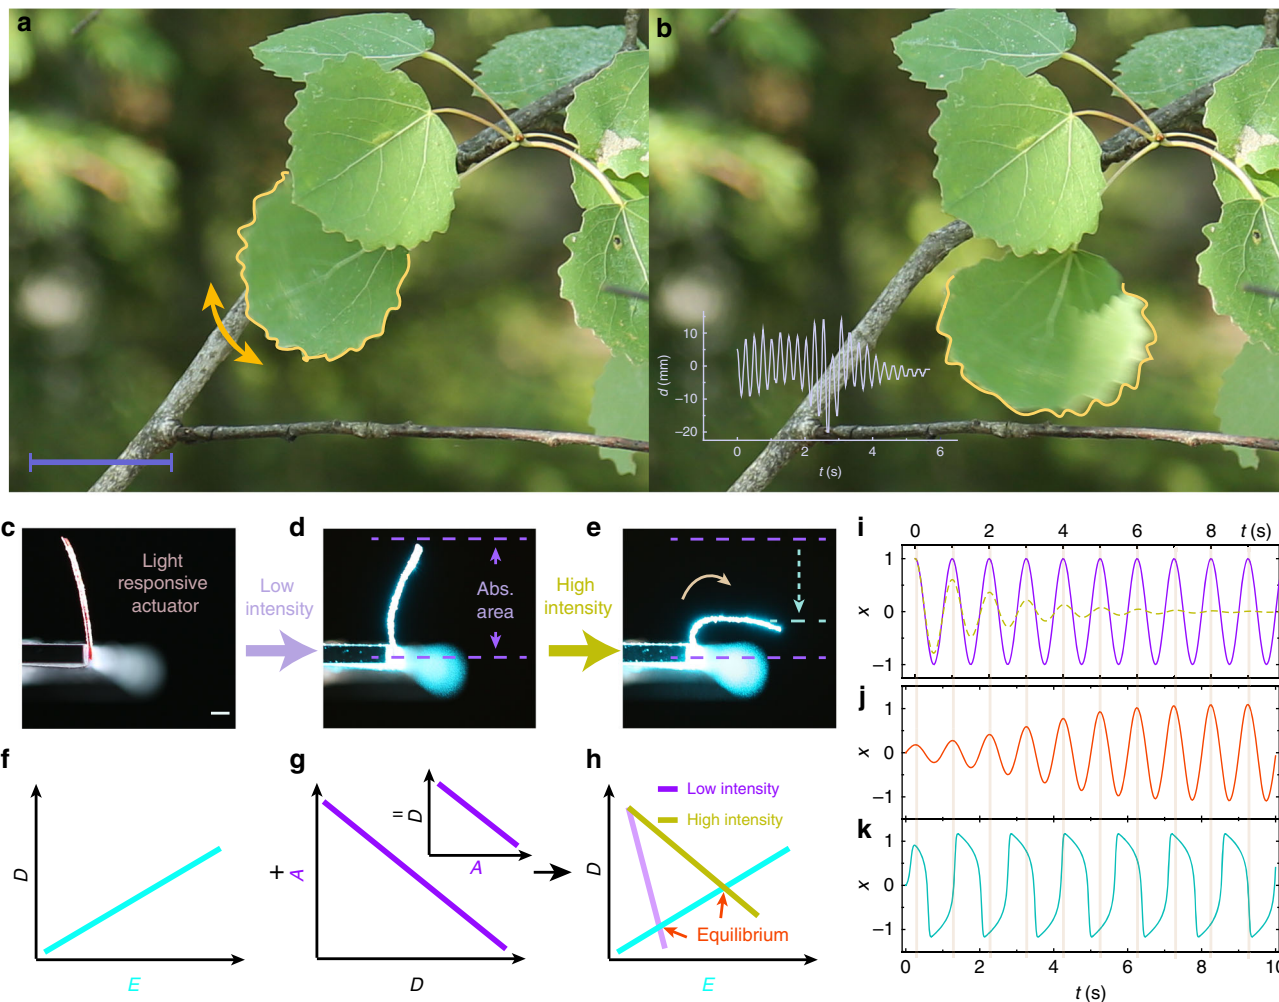 a
b
10
0
−10
−20
d (mm)
0
2
4
6
t (s)
c
Light
responsive
actuator
Low
intensity
d
Abs.
area
High
intensity
e
f
D
E
+
g
A
D
=
D
A
h
D
E
Low intensity
High intensity
Equilibrium
i
0
2
4
6
8
t (s)
1
0
−1
x
j
1
0
−1
x
k
1
0
−1
x
0
2
4
6
8
10
t (s)